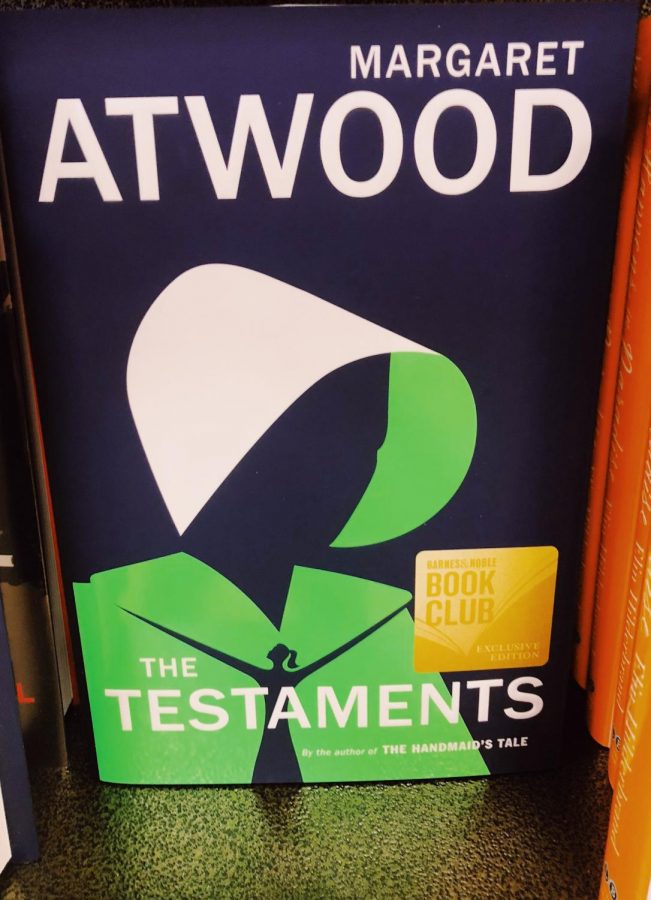 MARGARET
ATWOOD
BARNES & NOBLE
BOOK
CLUB
EXCLUSIVE
EDITION
THE
TESTAMENTS
By the author of THE HANDMAID'S TALE